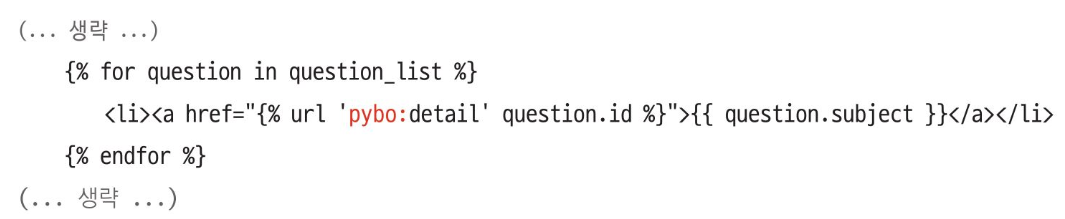 (... 생략 ...)
{% for question in question_list %}
<li><a href="{% url 'pybo:detail' question.id %}">{{ question.subject }}</a></li>
{% endfor %}
(... 생략 ...)